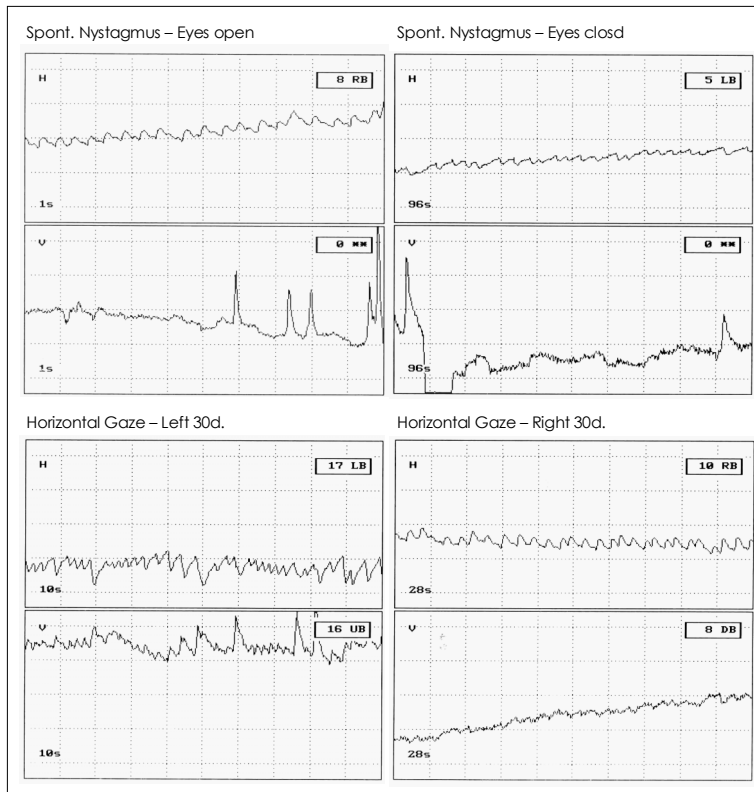 Spont. Nystagmus – Eyes open
Spont. Nystagmus – Eyes closd
H
8 RB
1s
H
5 LB
96s
V
0 **
1s
V
0 **
96s
Horizontal Gaze – Left 30d.
Horizontal Gaze – Right 30d.
H
17 LB
10s
H
10 RB
28s
V
16 UB
10s
V
8 DB
28s